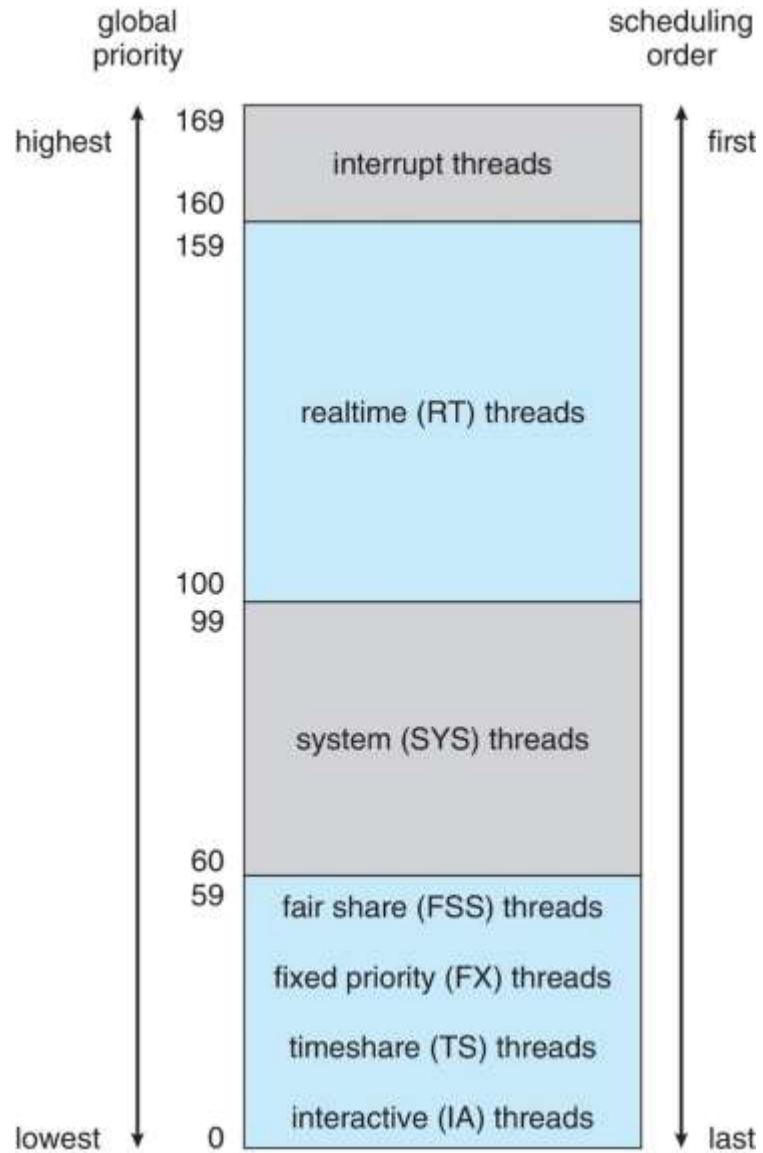 global
priority
scheduling
order
highest
169
interrupt threads
first
160
159
realtime (RT) threads
100
99
system (SYS) threads
60
59
fair share (FSS) threads
fixed priority (FX) threads
timeshare (TS) threads
interactive (IA) threads
lowest
0
last